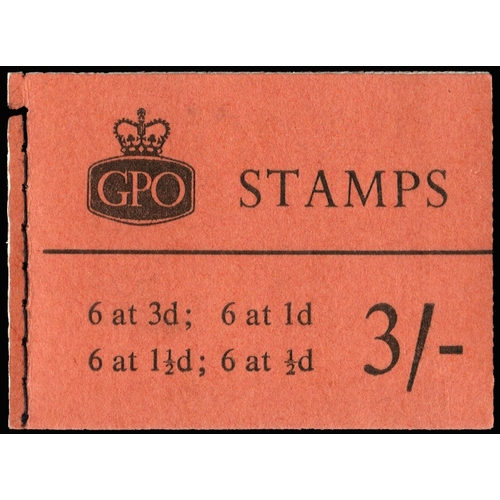 GPO STAMPS
6 at 3d; 6 at 1d
6 at 1½d; 6 at ½d
3/-